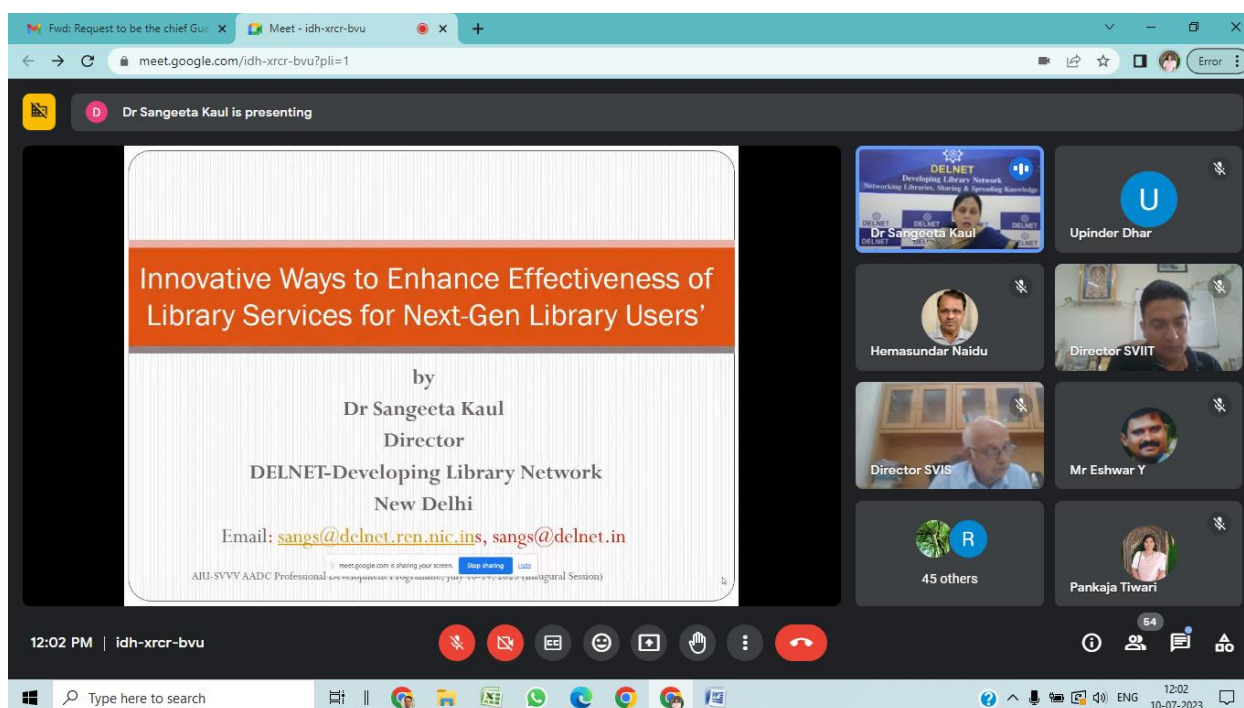 Fwd: Request to be the chief Gue
Meet - idh-xrcr-bvu
meet.google.com/idh-xrcr-bvu?pli=1
Error
D
Dr Sangeeta Kaul is presenting
Innovative Ways to Enhance Effectiveness of
Library Services for Next-Gen Library Users’
by
Dr Sangeeta Kaul
Director
DELNET-Developing Library Network
New Delhi
Email: sangs@delnet.ren.nic.ins, sangs@delnet.in
meet.google.com is sharing your screen. Stop sharing Hide
AIU-SVVV AADC Professional Development Programme, July 10-14, 2023 (Inaugural Session)
DELNET
Developing Library Network
Networking Libraries, Sharing & Spreading Knowledge
DELNET DELNET DELNET
Dr Sangeeta Kaul
DELNET
U
Upinder Dhar
Hemasundar Naidu
Director SVIIT
Director SVIS
Mr Eshwar Y
R
45 others
Pankaja Tiwari
12:02 PM | idh-xrcr-bvu
CC
54
Type here to search
ENG
12:02
10-07-2023